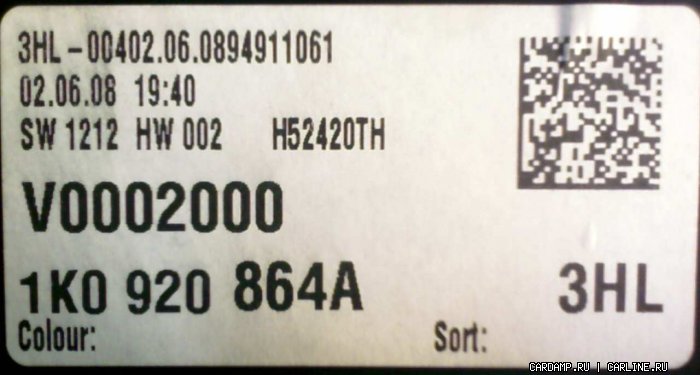 3HL-00402.06.0894911061
02.06.08 19:40
SW 1212 HW 002 H52420TH
V0002000
1K0 920 864A 3HL
Colour: Sort:
CARDAMP.RU | CARLINE.RU